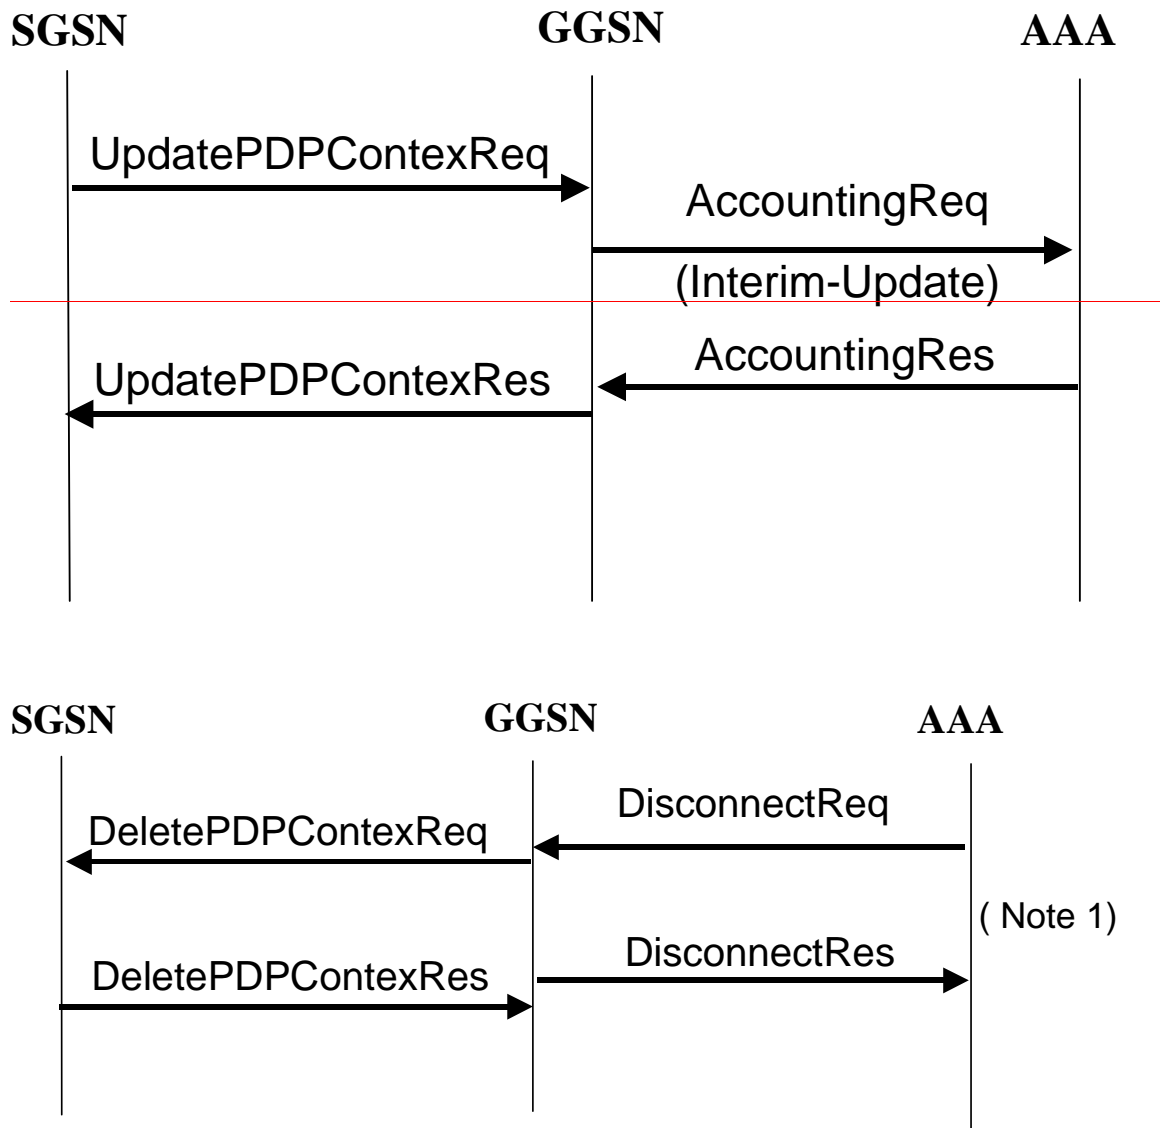 SGSN GGSN AAA
UpdatePDPContexReq
AccountingReq
(Interim-Update)
AccountingRes
UpdatePDPContexRes
SGSN GGSN AAA
DisconnectReq
DeletePDPContexReq
( Note 1)
DisconnectRes
DeletePDPContexRes